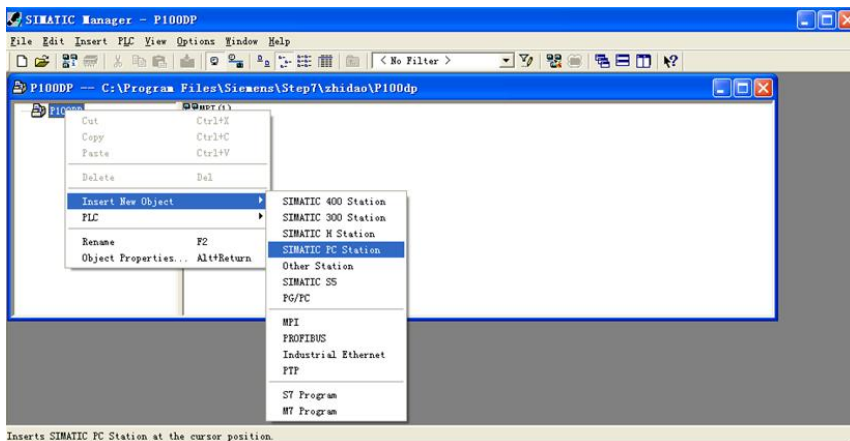 SIMATIC Manager - P100DP
File Edit Insert PLC View Options Window Help
< No Filter >
P100DP -- C:\Program Files\Siemens\Step7\zhidao\P100dp
P100DP
MPI(1)
Cut Ctrl+X
Copy Ctrl+C
Paste Ctrl+V
Delete Del
Insert New Object
PLC
Rename F2
Object Properties... Alt+Return
SIMATIC 400 Station
SIMATIC 300 Station
SIMATIC H Station
SIMATIC PC Station
Other Station
SIMATIC S5
PG/PC
MPI
PROFIBUS
Industrial Ethernet
PTP
S7 Program
M7 Program
Inserts SIMATIC PC Station at the cursor position.